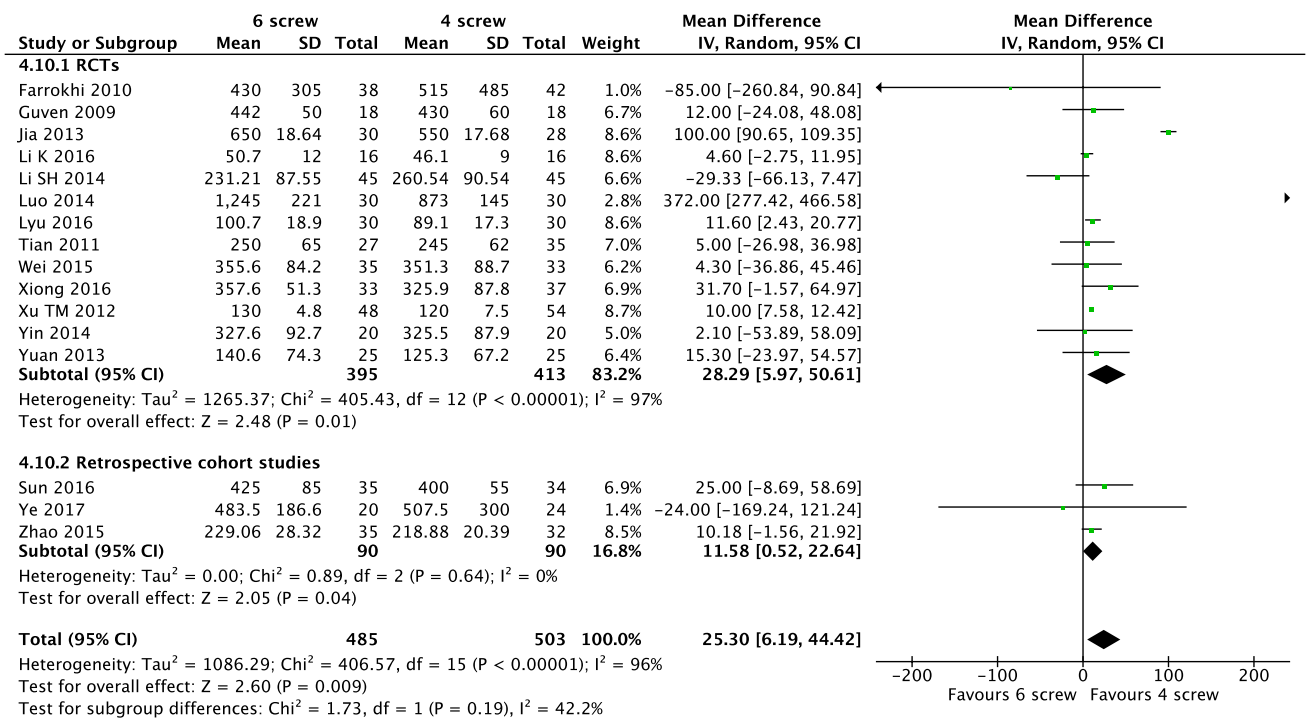 6 screw 4 screw Mean Difference Mean Difference
Study or Subgroup Mean SD Total Mean SD Total Weight IV, Random, 95% CI IV, Random, 95% CI
4.10.1 RCTs
Farrokhi 2010 430 305 38 515 485 42 1.0% −85.00 [−260.84, 90.84]
Guven 2009 442 50 18 430 60 18 6.7% 12.00 [−24.08, 48.08]
Jia 2013 650 18.64 30 550 17.68 28 8.6% 100.00 [90.65, 109.35]
Li K 2016 50.7 12 16 46.1 9 16 8.6% 4.60 [−2.75, 11.95]
Li SH 2014 231.21 87.55 45 260.54 90.54 45 6.6% −29.33 [−66.13, 7.47]
Luo 2014 1,245 221 30 873 145 30 2.8% 372.00 [277.42, 466.58]
Lyu 2016 100.7 18.9 30 89.1 17.3 30 8.6% 11.60 [2.43, 20.77]
Tian 2011 250 65 27 245 62 35 7.0% 5.00 [−26.98, 36.98]
Wei 2015 355.6 84.2 35 351.3 88.7 33 6.2% 4.30 [−36.86, 45.46]
Xiong 2016 357.6 51.3 33 325.9 87.8 37 6.9% 31.70 [−1.57, 64.97]
Xu TM 2012 130 4.8 48 120 7.5 54 8.7% 10.00 [7.58, 12.42]
Yin 2014 327.6 92.7 20 325.5 87.9 20 5.0% 2.10 [−53.89, 58.09]
Yuan 2013 140.6 74.3 25 125.3 67.2 25 6.4% 15.30 [−23.97, 54.57]
Subtotal (95% CI) 395 413 83.2% 28.29 [5.97, 50.61]
Heterogeneity: Tau² = 1265.37; Chi² = 405.43, df = 12 (P < 0.00001); I² = 97%
Test for overall effect: Z = 2.48 (P = 0.01)
4.10.2 Retrospective cohort studies
Sun 2016 425 85 35 400 55 34 6.9% 25.00 [−8.69, 58.69]
Ye 2017 483.5 186.6 20 507.5 300 24 1.4% −24.00 [−169.24, 121.24]
Zhao 2015 229.06 28.32 35 218.88 20.39 32 8.5% 10.18 [−1.56, 21.92]
Subtotal (95% CI) 90 90 16.8% 11.58 [0.52, 22.64]
Heterogeneity: Tau² = 0.00; Chi² = 0.89, df = 2 (P = 0.64); I² = 0%
Test for overall effect: Z = 2.05 (P = 0.04)
Total (95% CI) 485 503 100.0% 25.30 [6.19, 44.42]
Heterogeneity: Tau² = 1086.29; Chi² = 406.57, df = 15 (P < 0.00001); I² = 96%
Test for overall effect: Z = 2.60 (P = 0.009)
Test for subgroup differences: Chi² = 1.73, df = 1 (P = 0.19), I² = 42.2%
−200 −100 0 100 200
Favours 6 screw Favours 4 screw